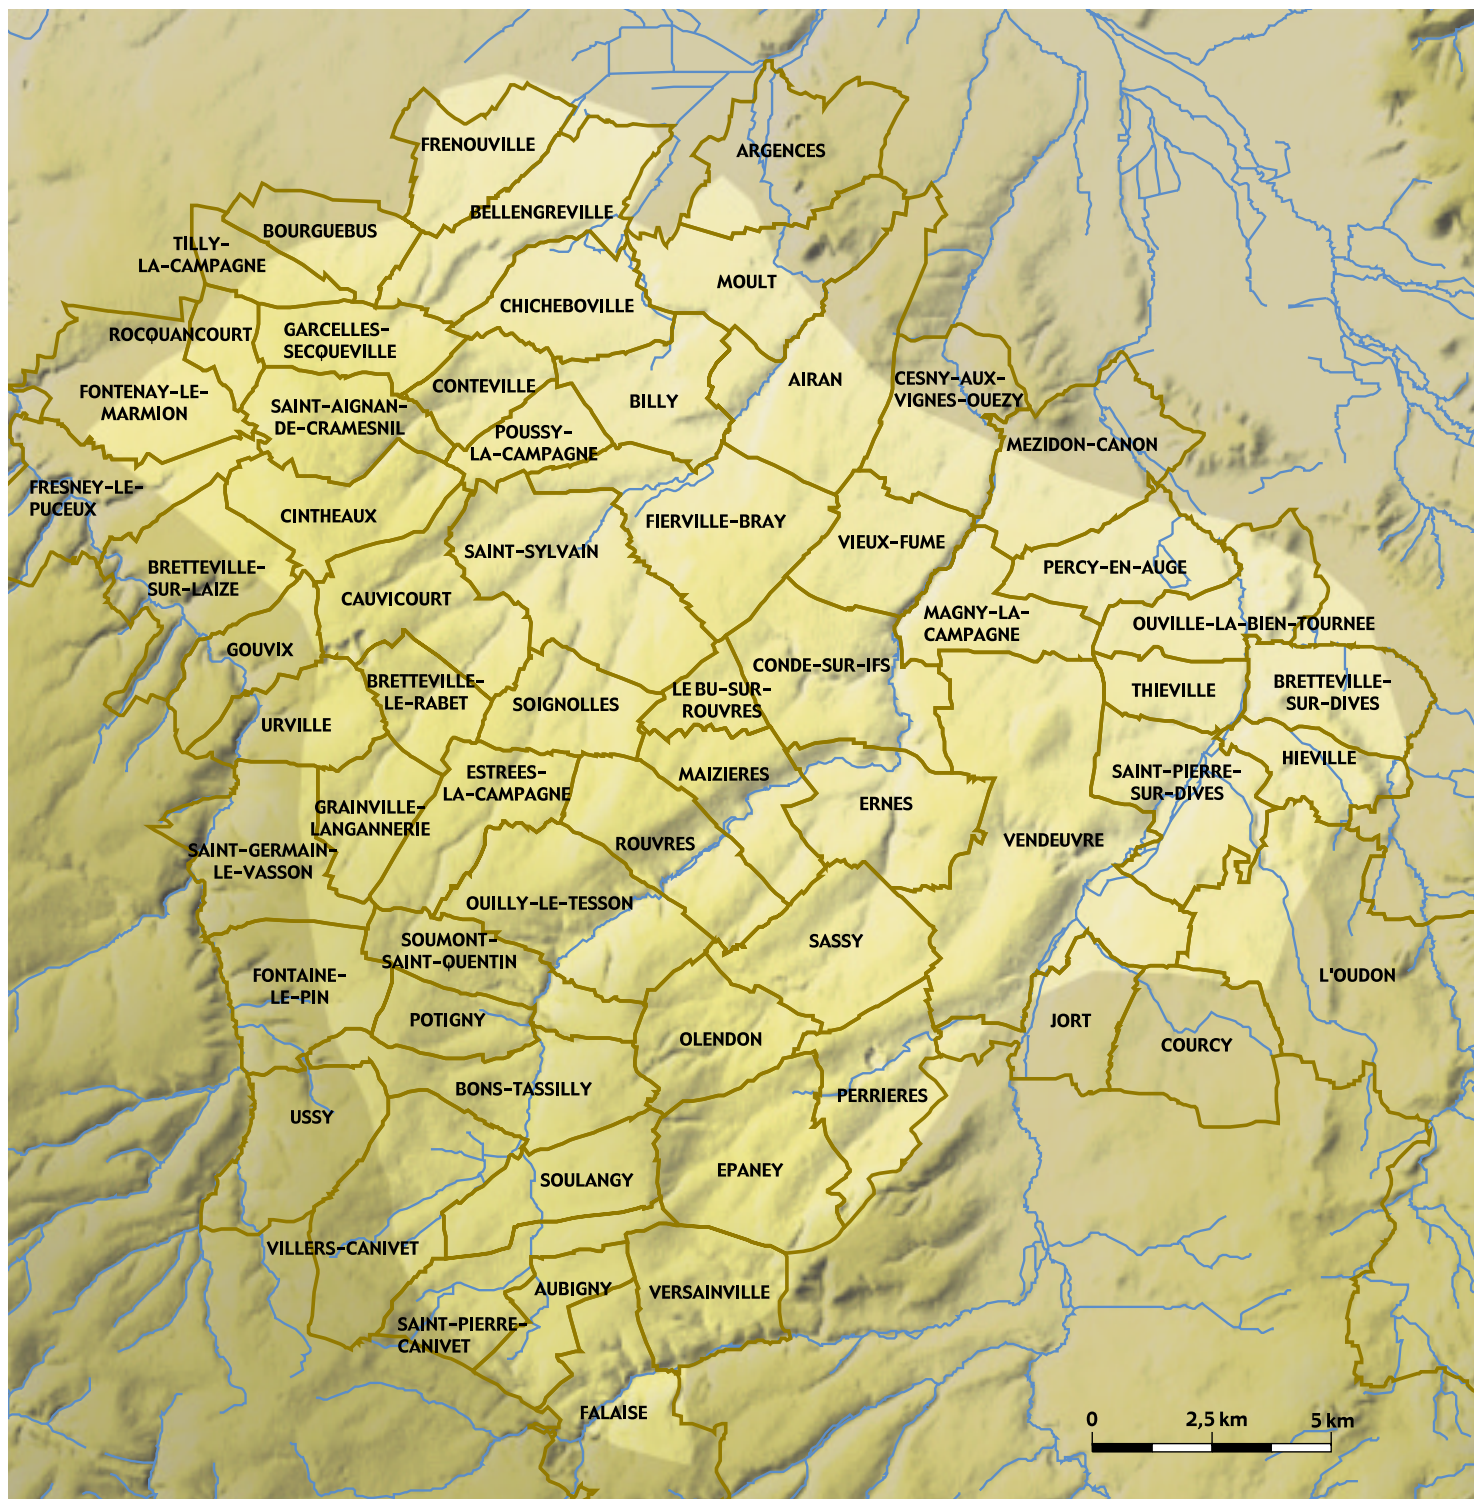 FRENOUVILLE
ARGENCES
BELLENGREVILLE
BOURGUEBUS
TILLY-
LA-CAMPAGNE
MOULT
CHICHEBOVILLE
ROCQUANCOURT
GARCELLES-
SECQUEVILLE
AIRAN
CESNY-AUX-
VIGNES-OUEZY
CONTEVILLE
FONTENAY-LE-
MARMION
BILLY
SAINT-AIGNAN-
DE-CRAMESNIL
POUSSY-
LA-CAMPAGNE
MEZIDON-CANON
FRESNEY-LE-
PUCEUX
CINTHEAUX
FIERVILLE-BRAY
VIEUX-FUME
SAINT-SYLVAIN
BRETTEVILLE-
SUR-LAIZE
PERCY-EN-AUGE
CAUVICOURT
MAGNY-LA-
CAMPAGNE
OUVILLE-LA-BIEN-TOURNEE
GOUVIX
CONDE-SUR-IFS
BRETTEVILLE-
LE-RABET
LE BU-SUR-
ROUVRES
SOIGNOLLES
THIEVILLE
BRETTEVILLE-
SUR-DIVES
URVILLE
HIEVILLE
ESTREES-
LA-CAMPAGNE
MAIZIERES
SAINT-PIERRE-
SUR-DIVES
ERNES
GRAINVILLE-
LANGANNERIE
VENDEUVRE
ROUVRES
SAINT-GERMAIN-
LE-VASSON
OUILLY-LE-TESSON
SOUMONT-
SAINT-QUENTIN
SASSY
FONTAINE-
LE-PIN
L'OUDON
POTIGNY
JORT
OLENDON
COURCY
BONS-TASSILLY
PERRIERES
USSY
EPANEY
SOULANGY
VILLERS-CANIVET
AUBIGNY
VERSAINVILLE
SAINT-PIERRE-
CANIVET
FALAISE
0 2,5 km 5 km